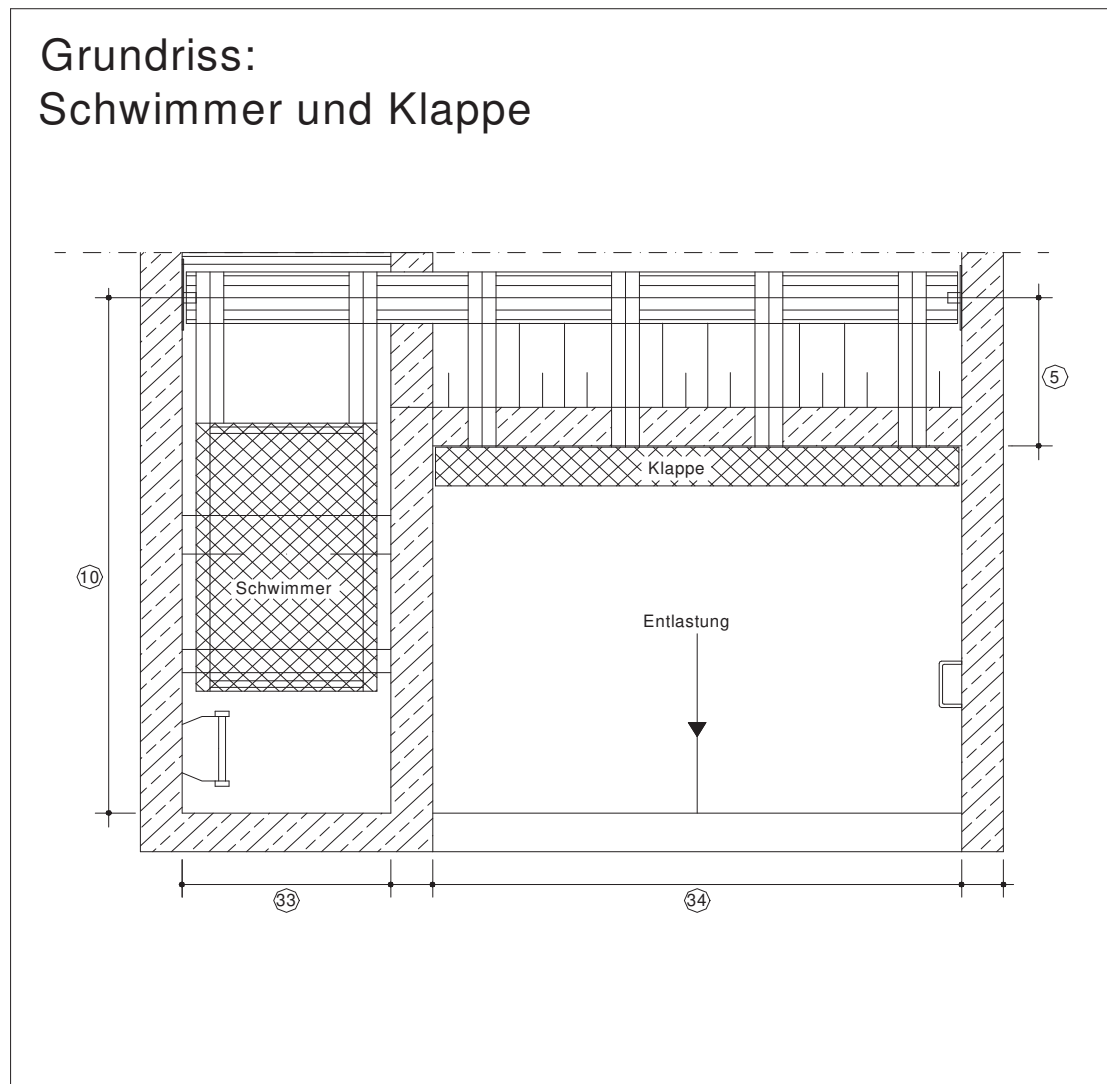 Grundriss:
Schwimmer und Klappe
5
Klappe
10
Schwimmer
Entlastung
33
34